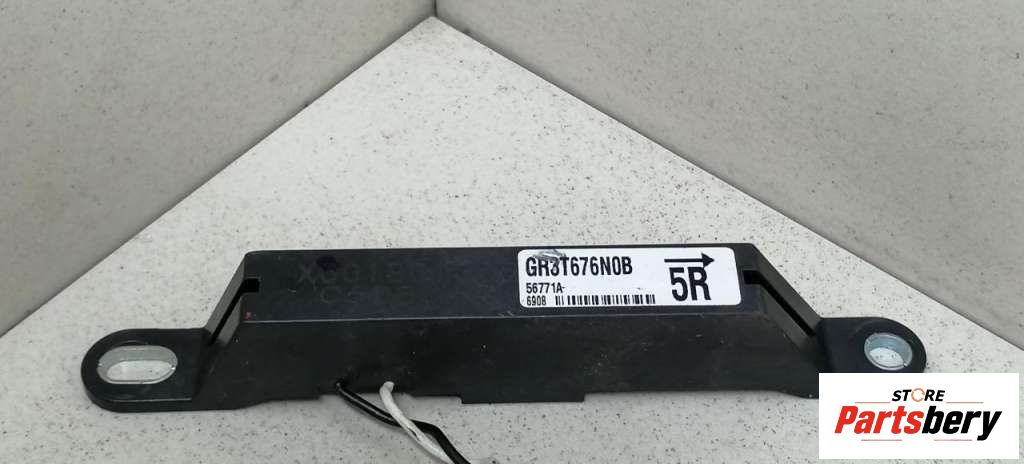 GR3T676N0B
56771A
6908
5R
STORE
Partsbery